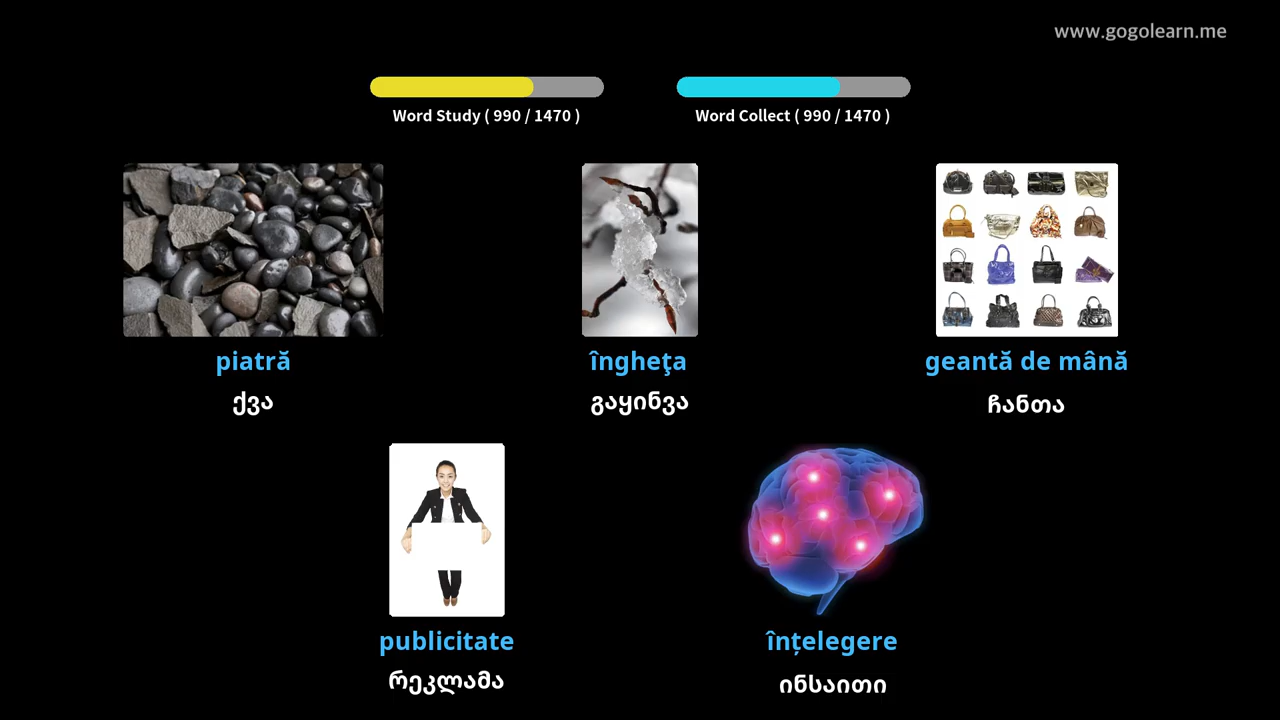 www.gogolearn.me
Word Study ( 990 / 1470 )
Word Collect ( 990 / 1470 )
piatră
îngheţa
geantă de mână
ქვა
გაყინვა
ჩანთა
publicitate
înțelegere
რეკლამა
ინსაითი